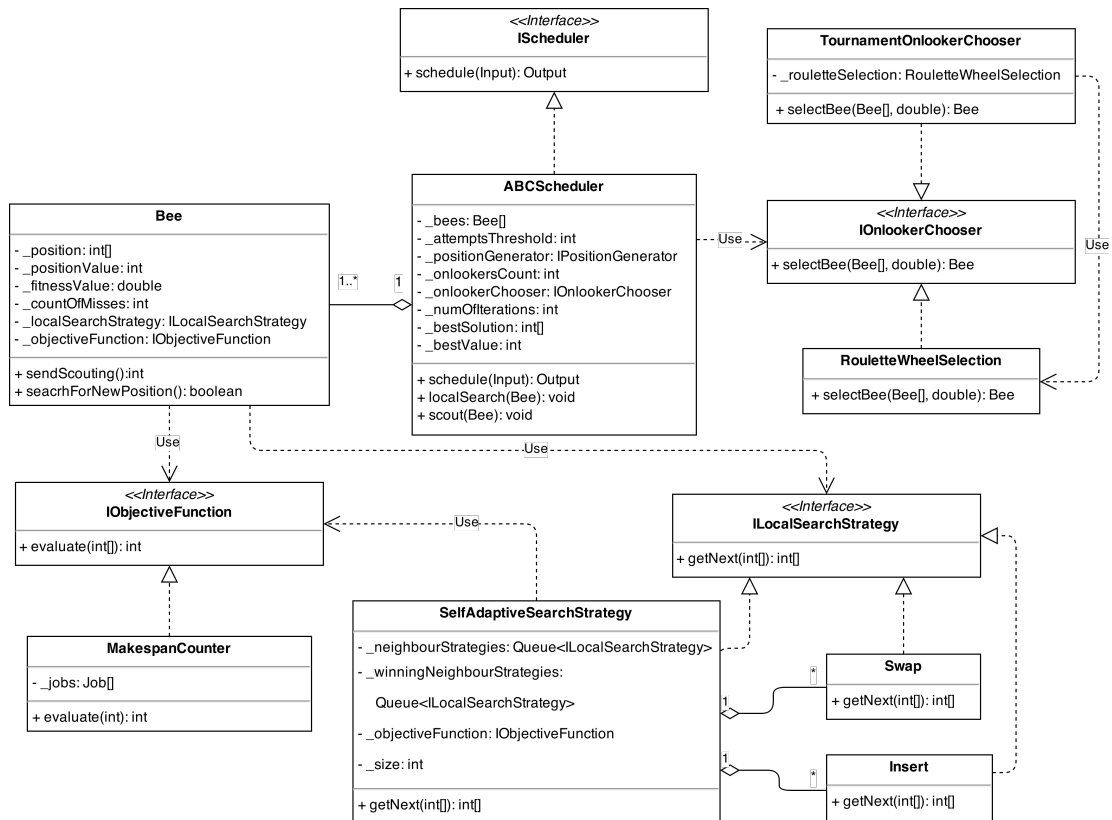 <<Interface>>
IScheduler
+ schedule(Input): Output
TournamentOnlookerChooser
- _rouletteSelection: RouletteWheelSelection
+ selectBee(Bee[], double): Bee
ABCScheduler
- _bees: Bee[]
- _attemptsThreshold: int
- _positionGenerator: IPositionGenerator
- _onlookersCount: int
- _onlookerChooser: IOnlookerChooser
- _numOfIterations: int
- _bestSolution: int[]
- _bestValue: int
+ schedule(Input): Output
+ localSearch(Bee): void
+ scout(Bee): void
Use
<<Interface>>
IOnlookerChooser
+ selectBee(Bee[], double): Bee
Use
RouletteWheelSelection
+ selectBee(Bee[], double): Bee
Bee
- _position: int[]
- _positionValue: int
- _fitnessValue: double
- _countOfMisses: int
- _localSearchStrategy: ILocalSearchStrategy
- _objectiveFunction: IObjectiveFunction
+ sendScouting():int
+ seacrhForNewPosition(): boolean
1..*
1
Use
Use
<<Interface>>
IObjectiveFunction
+ evaluate(int[]): int
Use
<<Interface>>
ILocalSearchStrategy
+ getNext(int[]): int[]
MakespanCounter
- _jobs: Job[]
+ evaluate(int): int
SelfAdaptiveSearchStrategy
- _neighbourStrategies: Queue<ILocalSearchStrategy>
- _winningNeighbourStrategies:
Queue<ILocalSearchStrategy>
- _objectiveFunction: IObjectiveFunction
- _size: int
+ getNext(int[]): int[]
1
*
Swap
+ getNext(int[]): int[]
1
*
Insert
+ getNext(int[]): int[]